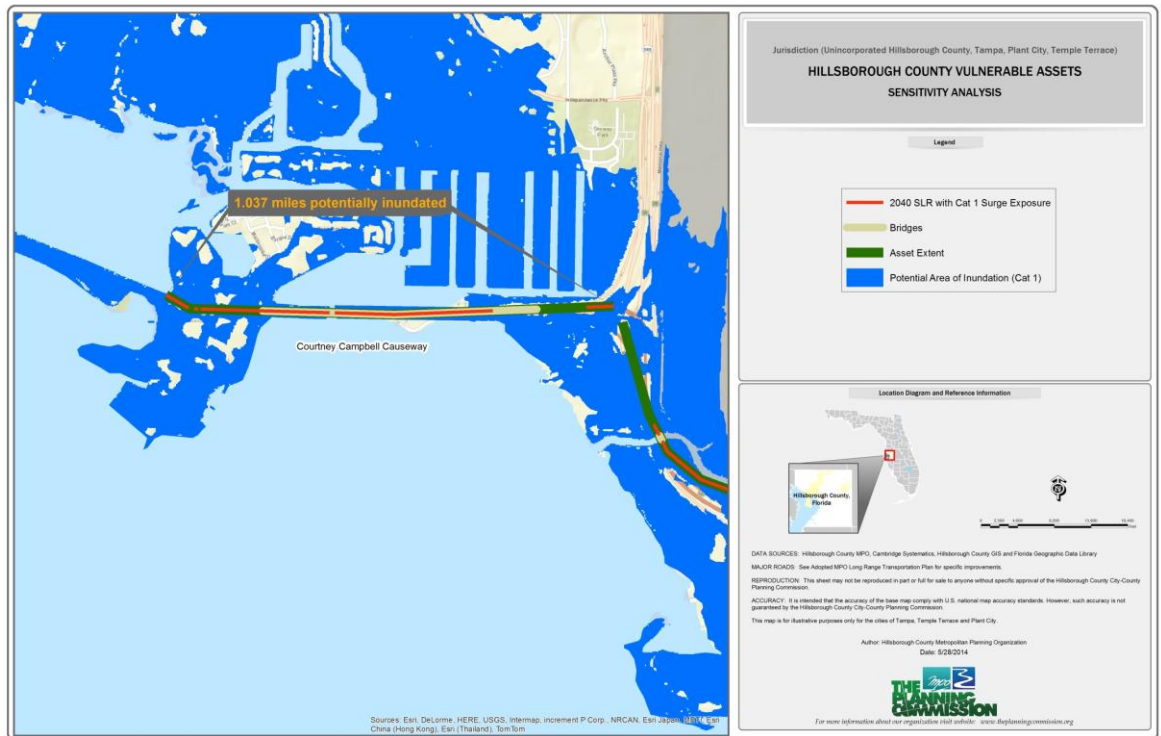 1.037 miles potentially inundated
Courtney Campbell Causeway
Independence Pky
Sources: Esri, DeLorme, HERE, USGS, Intermap, increment P Corp., NRCAN, Esri Japan, METI, Esri
China (Hong Kong), Esri (Thailand), TomTom
Jurisdiction (Unincorporated Hillsborough County, Tampa, Plant City, Temple Terrace)
HILLSBOROUGH COUNTY VULNERABLE ASSETS
SENSITIVITY ANALYSIS
Legend
2040 SLR with Cat 1 Surge Exposure
Bridges
Asset Extent
Potential Area of Inundation (Cat 1)
Location Diagram and Reference Information
Hillsborough County,
Florida
DATA SOURCES: Hillsborough County MPO, Cambridge Systematics, Hillsborough County GIS and Florida Geographic Data Library
MAJOR ROADS: See Adopted MPO Long Range Transportation Plan for specific improvements.
REPRODUCTION: This sheet may not be reproduced in part or full for sale to anyone without specific approval of the Hillsborough County City-County
Planning Commission.
ACCURACY: It is intended that the accuracy of the base map comply with U.S. national map accuracy standards. However, such accuracy is not
guaranteed by the Hillsborough County City-County Planning Commission.
This map is for illustrative purposes only for the cities of Tampa, Temple Terrace and Plant City.
Author: Hillsborough County Metropolitan Planning Organization
Date: 5/28/2014
mpo
THE
PLANNING
COMMISSION
For more information about our organization visit website: www.theplanningcommission.org